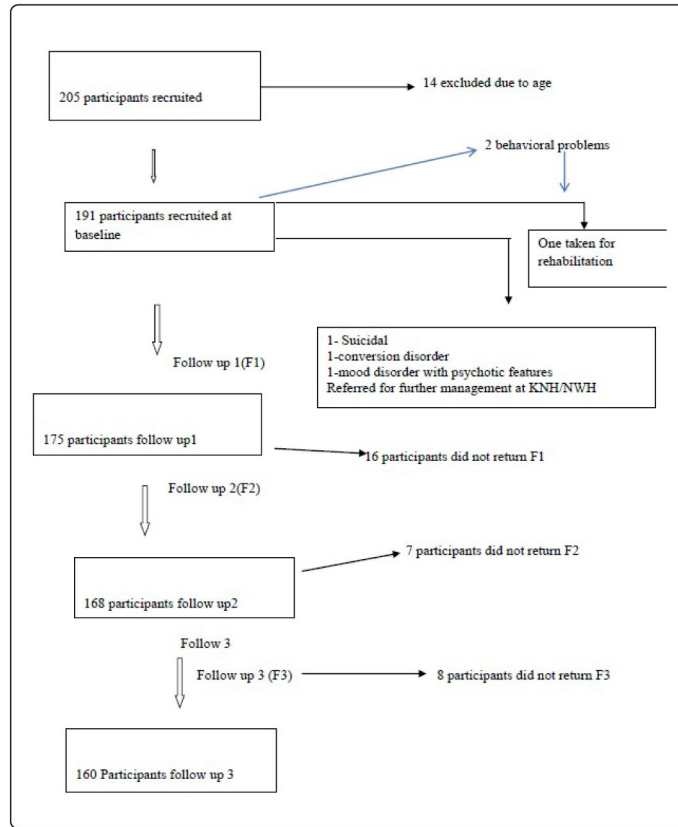 205 participants recruited
14 excluded due to age
2 behavioral problems
191 participants recruited at
baseline
One taken for
rehabilitation
1- Suicidal
1-conversion disorder
1-mood disorder with psychotic features
Referred for further management at KNH/NWH
Follow up 1(F1)
175 participants follow up1
16 participants did not return F1
Follow up 2(F2)
7 participants did not return F2
168 participants follow up2
Follow 3
Follow up 3 (F3)
8 participants did not return F3
160 Participants follow up 3